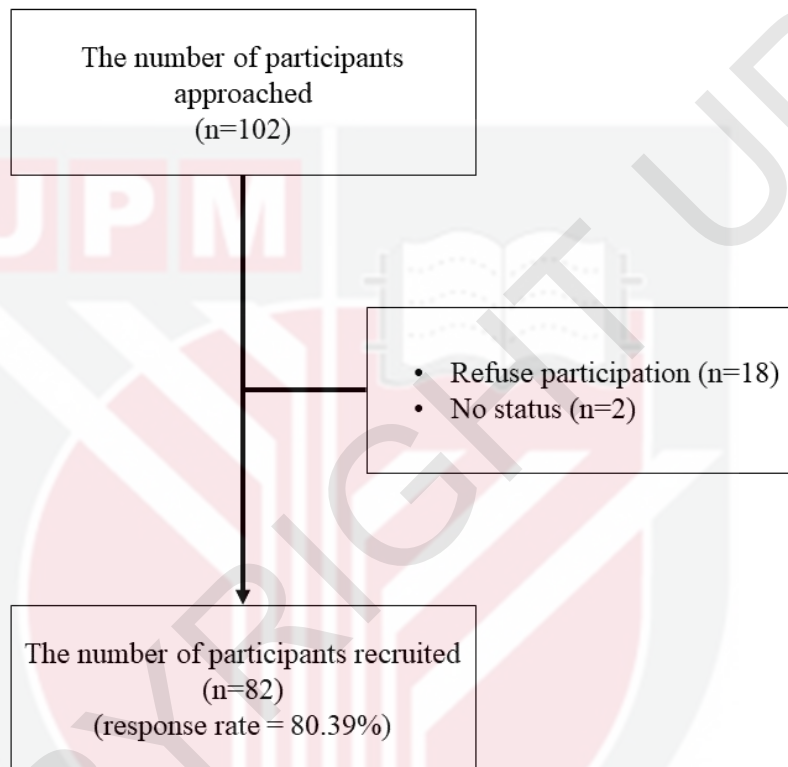 The number of participants
approached
(n=102)
UPM
• Refuse participation (n=18)
• No status (n=2)
The number of participants recruited
(n=82)
(response rate = 80.39%)